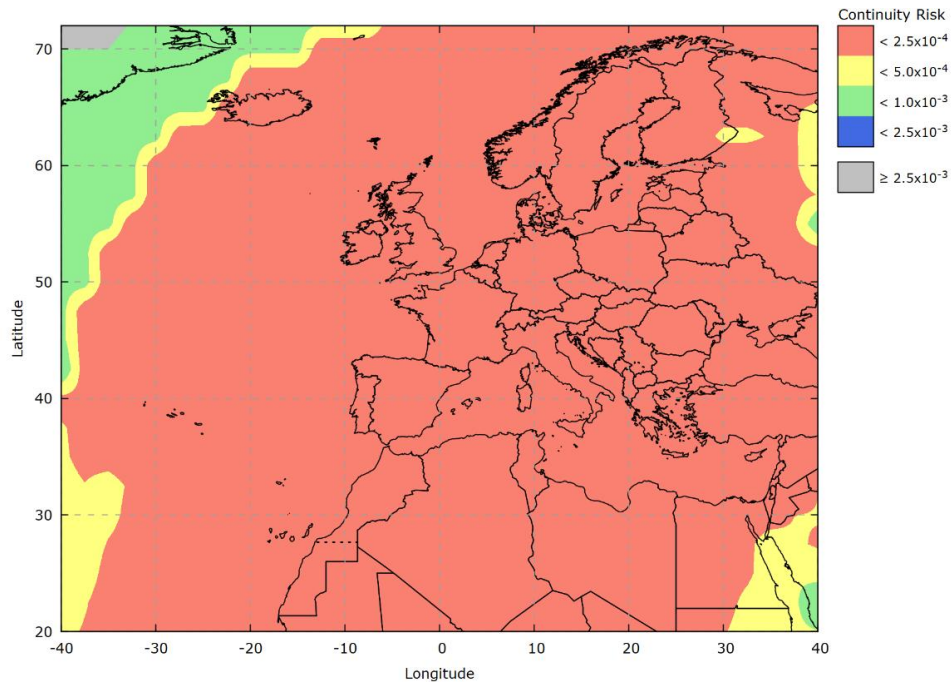 Continuity Risk
< 2.5x10⁻⁴
< 5.0x10⁻⁴
< 1.0x10⁻³
< 2.5x10⁻³
≥ 2.5x10⁻³
70
60
50
40
30
20
Latitude
-40 -30 -20 -10 0 10 20 30 40
Longitude